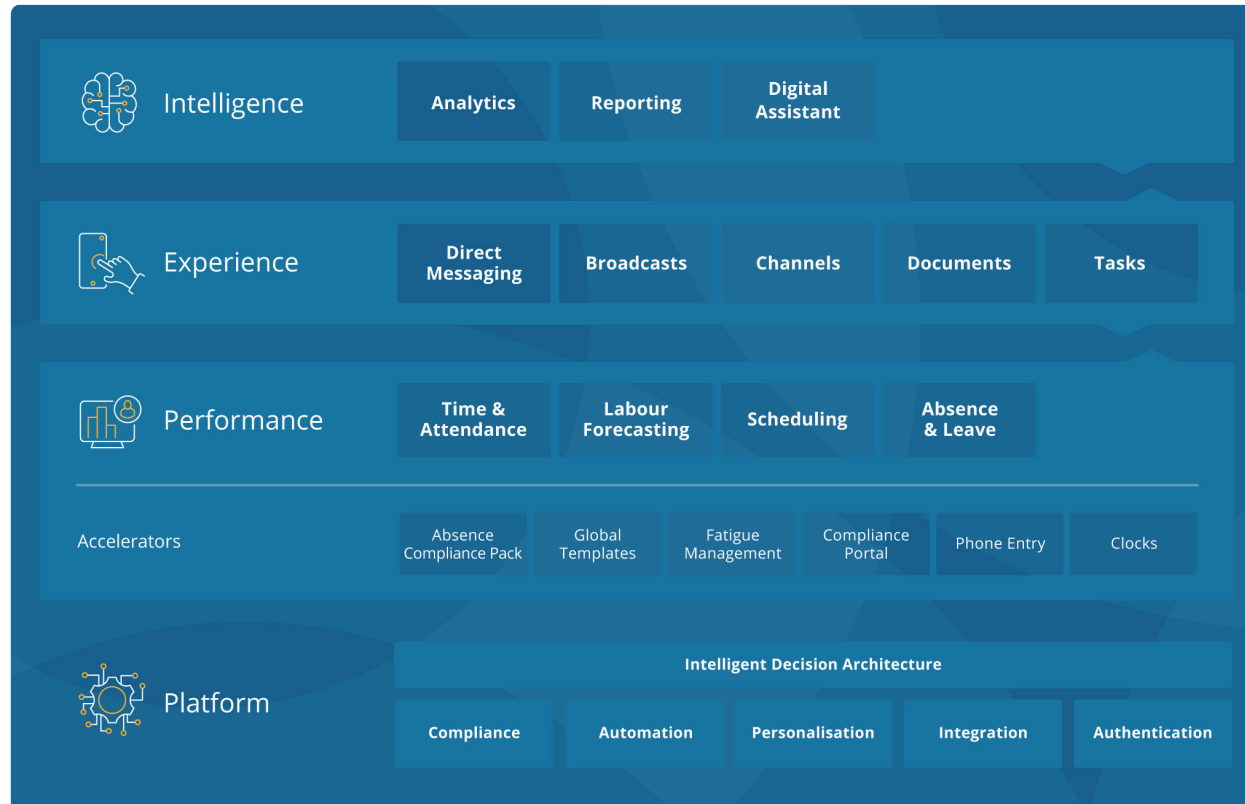 Intelligence
Analytics
Reporting
Digital
Assistant
Experience
Direct
Messaging
Broadcasts
Channels
Documents
Tasks
Performance
Time &
Attendance
Labour
Forecasting
Scheduling
Absence
& Leave
Accelerators
Absence
Compliance Pack
Global
Templates
Fatigue
Management
Compliance
Portal
Phone Entry
Clocks
Platform
Intelligent Decision Architecture
Compliance
Automation
Personalisation
Integration
Authentication